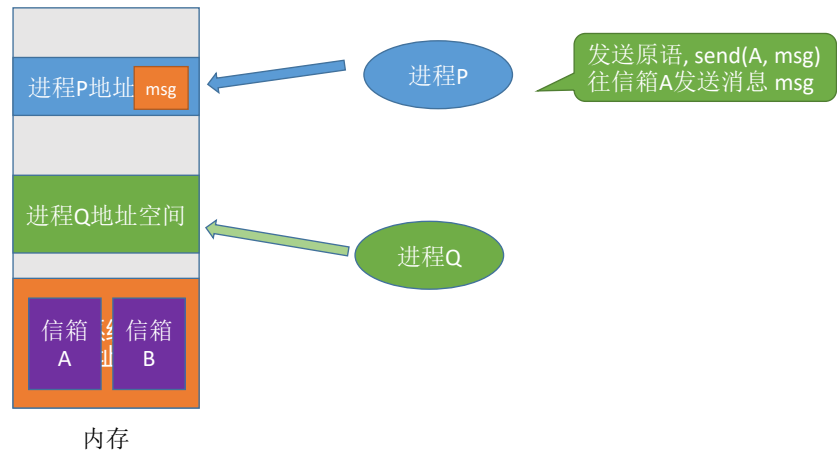 进程P地址
msg
进程P
发送原语, send(A, msg)
往信箱A发送消息 msg
进程Q地址空间
进程Q
信箱
A
信箱
B
内存